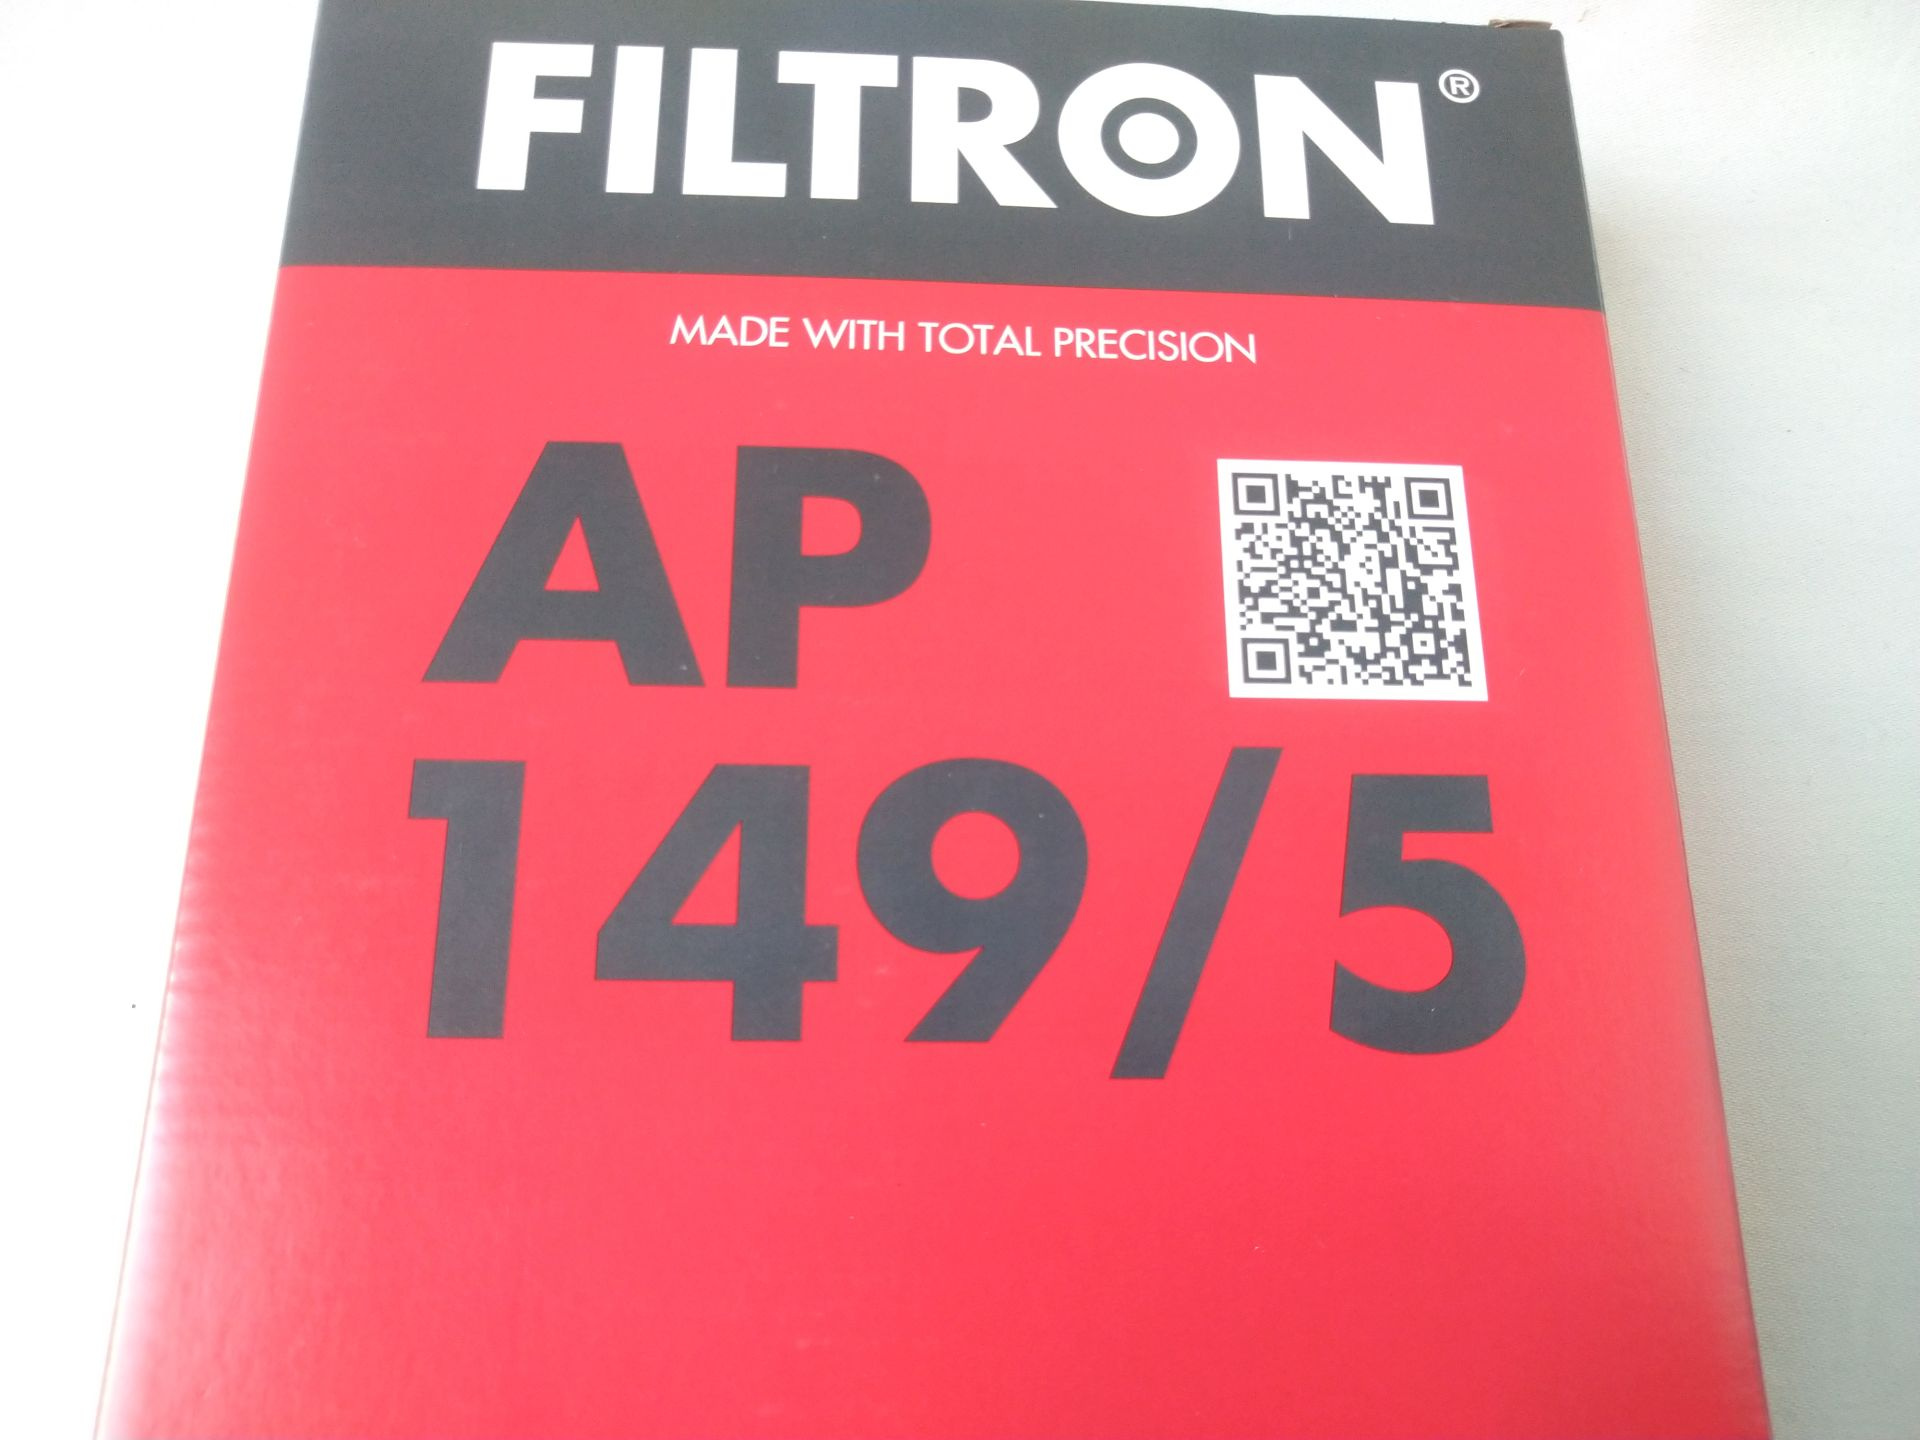 FILTRON®
MADE WITH TOTAL PRECISION
AP
149/5